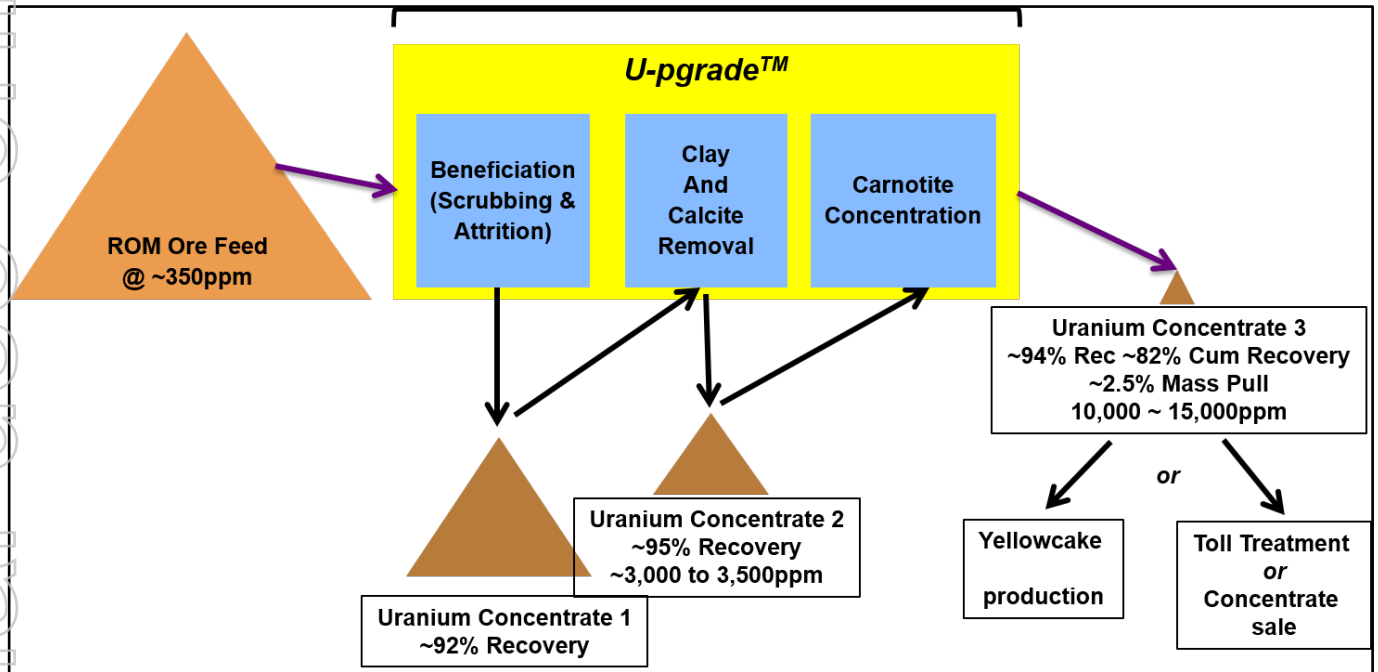 U-pgrade™
Beneficiation
(Scrubbing &
Attrition)
Clay
And
Calcite
Removal
Carnotite
Concentration
ROM Ore Feed
@ ~350ppm
Uranium Concentrate 1
~92% Recovery
Uranium Concentrate 2
~95% Recovery
~3,000 to 3,500ppm
Uranium Concentrate 3
~94% Rec ~82% Cum Recovery
~2.5% Mass Pull
10,000 ~ 15,000ppm
or
Yellowcake
production
Toll Treatment
or
Concentrate
sale